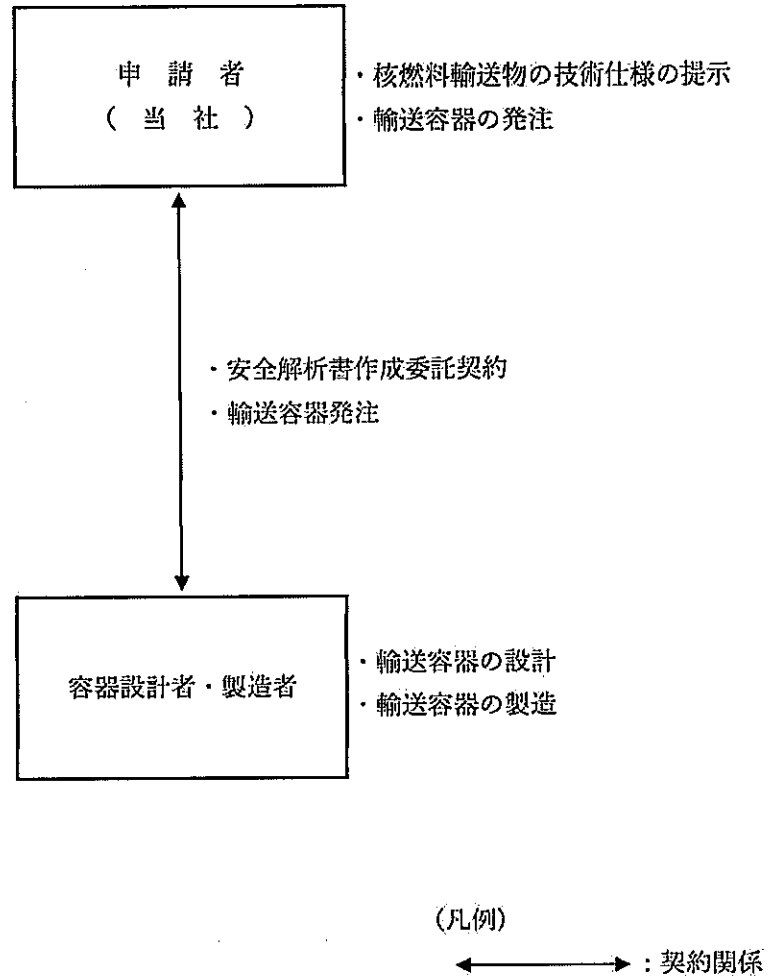 申請者
（当社）
・核燃料輸送物の技術仕様の提示
・輸送容器の発注
・安全解析書作成委託契約
・輸送容器発注
容器設計者・製造者
・輸送容器の設計
・輸送容器の製造
（凡例）
：契約関係